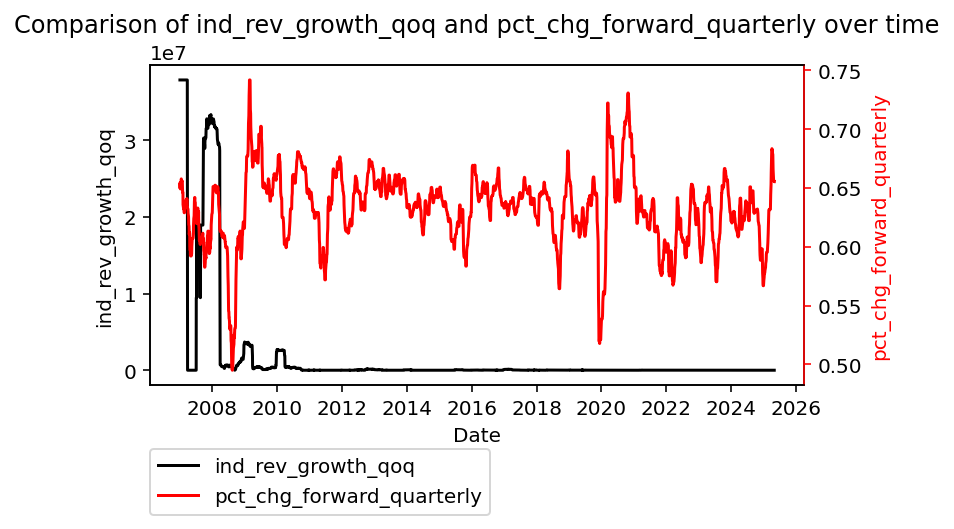 Comparison of ind_rev_growth_qoq and pct_chg_forward_quarterly over time
1e7
ind_rev_growth_qoq
3
2
1
0
0.75
0.70
0.65
0.60
0.55
0.50
pct_chg_forward_quarterly
2008 2010 2012 2014 2016 2018 2020 2022 2024 2026
Date
ind_rev_growth_qoq
pct_chg_forward_quarterly